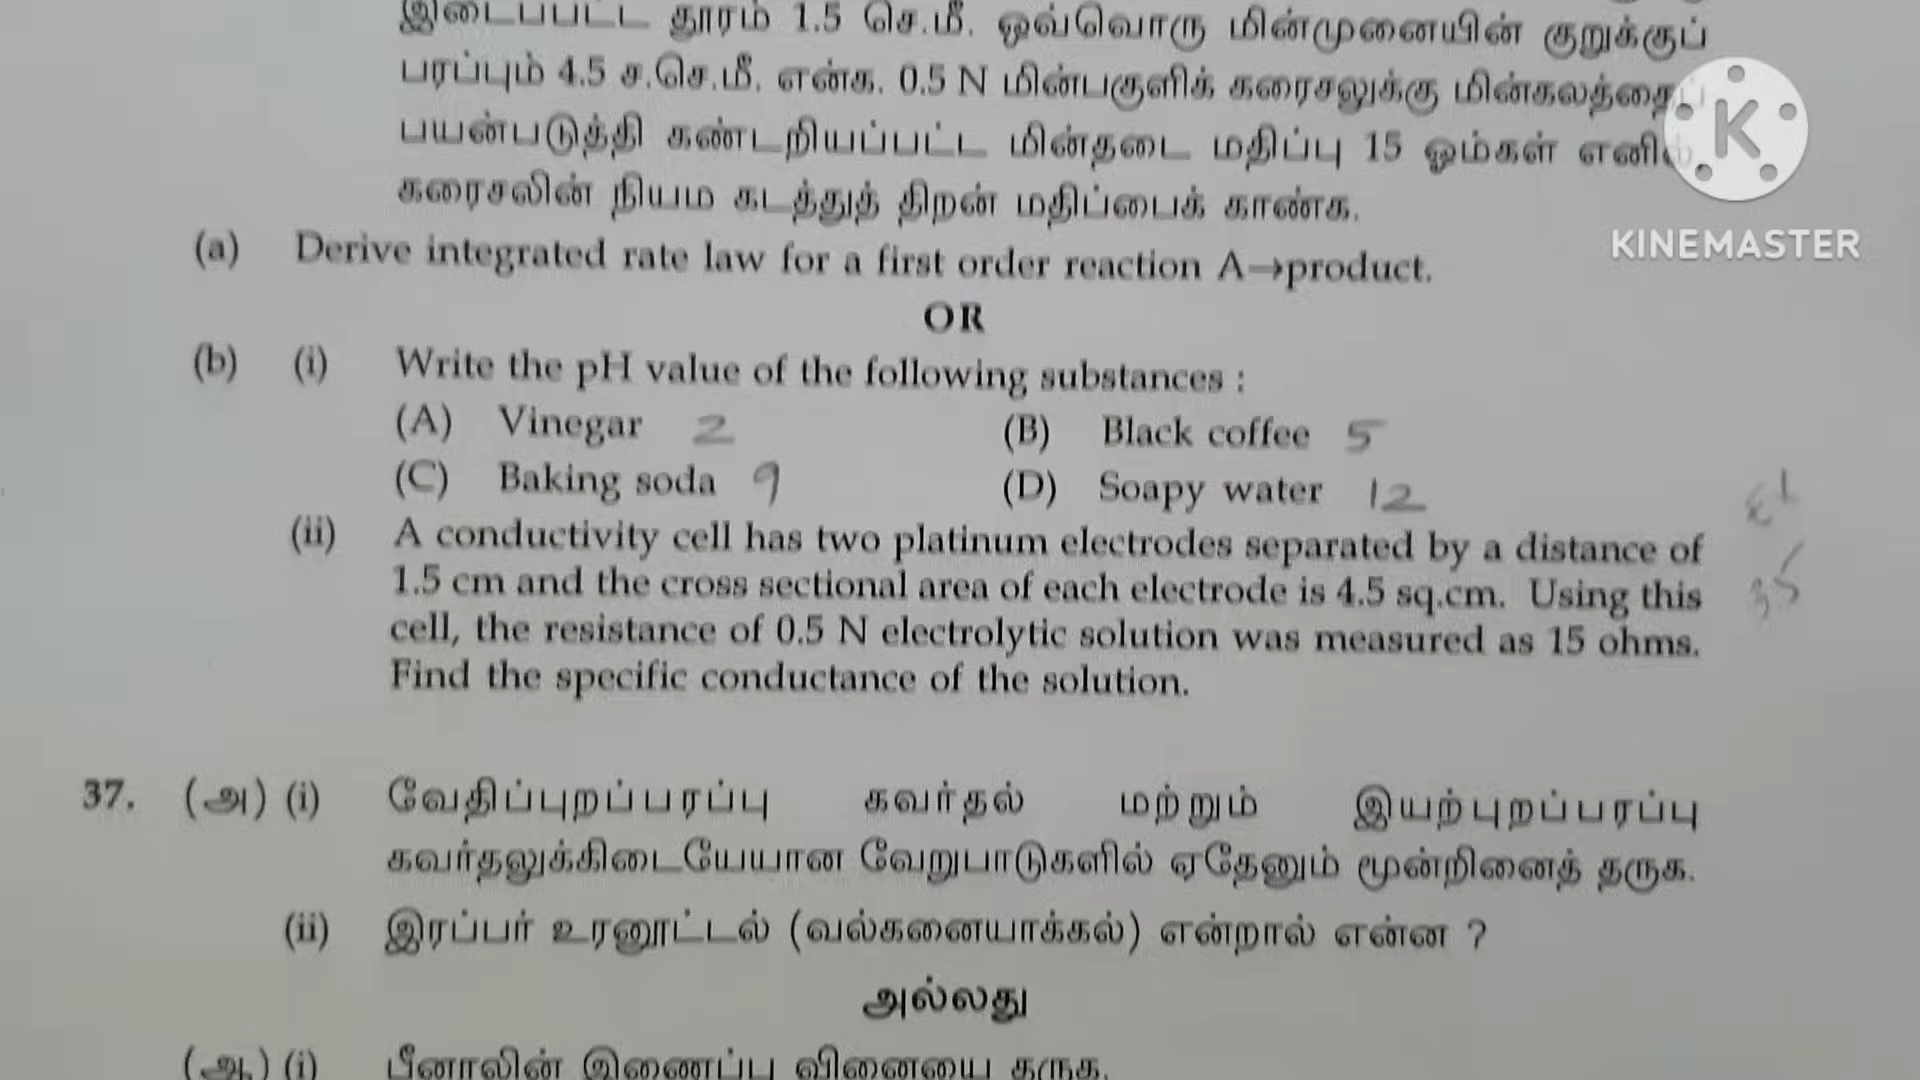 இடைப்பட்ட தூரம் 1.5 செ.மீ. ஒவ்வொரு மின்முனையின் குறுக்குப்
பரப்பும் 4.5 ச.செ.மீ. என்க. 0.5 N மின்பகுளிக் கரைசலுக்கு மின்கலத்தைப்
பயன்படுத்தி கண்டறியப்பட்ட மின்தடை மதிப்பு 15 ஓம்கள் எனில்
K
கரைசலின் நியம கடத்துத் திறன் மதிப்பைக் காண்க.
KINEMASTER
(a) Derive integrated rate law for a first order reaction A→product.
OR
(b) (i) Write the pH value of the following substances :
(A) Vinegar 2 (B) Black coffee 5
(C) Baking soda 9 (D) Soapy water 12
(ii) A conductivity cell has two platinum electrodes separated by a distance of
1.5 cm and the cross sectional area of each electrode is 4.5 sq.cm. Using this
cell, the resistance of 0.5 N electrolytic solution was measured as 15 ohms.
Find the specific conductance of the solution.
37. (அ) (i) வேதிப்புறப்பரப்பு கவர்தல் மற்றும் இயற்புறப்பரப்பு
கவர்தலுக்கிடையேயான வேறுபாடுகளில் ஏதேனும் மூன்றினைத் தருக.
(ii) இரப்பர் உரனூட்டல் (வல்கனையாக்கல்) என்றால் என்ன ?
அல்லது
(ஆ) (i) பீனாலின் இணைப்பு வினையை தருக.